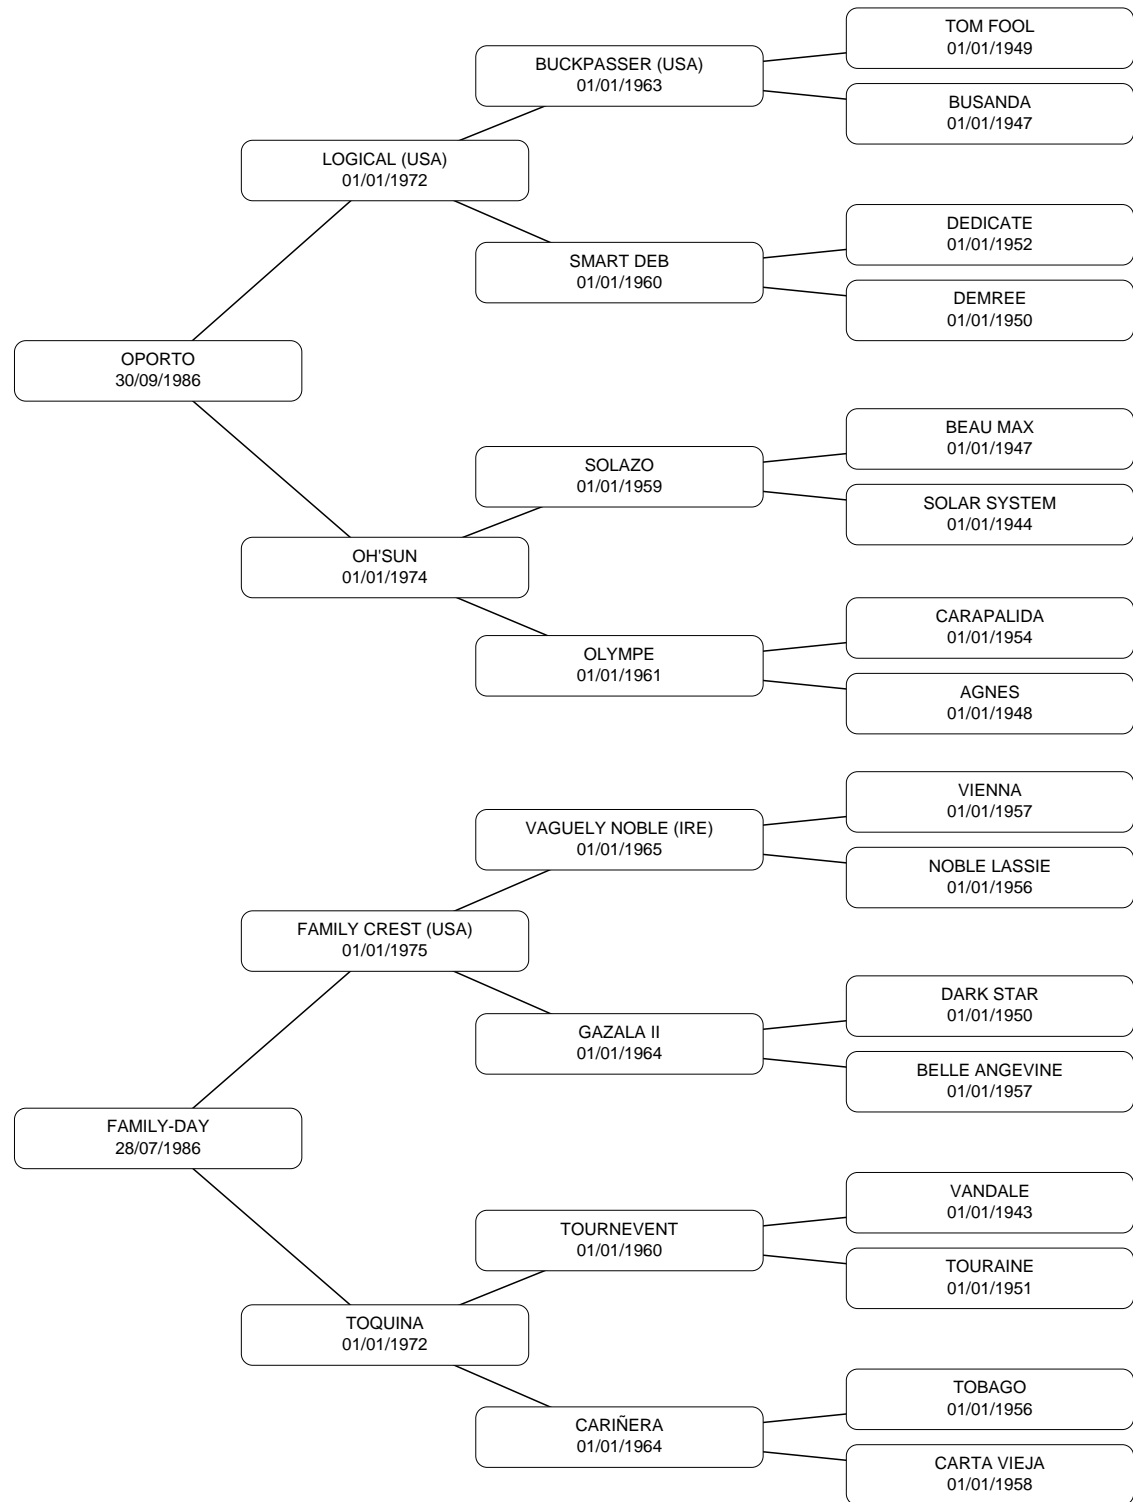 TOM FOOL
01/01/1949
BUCKPASSER (USA)
01/01/1963
BUSANDA
01/01/1947
LOGICAL (USA)
01/01/1972
DEDICATE
01/01/1952
SMART DEB
01/01/1960
DEMREE
01/01/1950
OPORTO
30/09/1986
BEAU MAX
01/01/1947
SOLAZO
01/01/1959
SOLAR SYSTEM
01/01/1944
OH'SUN
01/01/1974
CARAPALIDA
01/01/1954
OLYMPE
01/01/1961
AGNES
01/01/1948
VIENNA
01/01/1957
VAGUELY NOBLE (IRE)
01/01/1965
NOBLE LASSIE
01/01/1956
FAMILY CREST (USA)
01/01/1975
DARK STAR
01/01/1950
GAZALA II
01/01/1964
BELLE ANGEVINE
01/01/1957
FAMILY-DAY
28/07/1986
VANDALE
01/01/1943
TOURNEVENT
01/01/1960
TOURAINE
01/01/1951
TOQUINA
01/01/1972
TOBAGO
01/01/1956
CARIÑERA
01/01/1964
CARTA VIEJA
01/01/1958